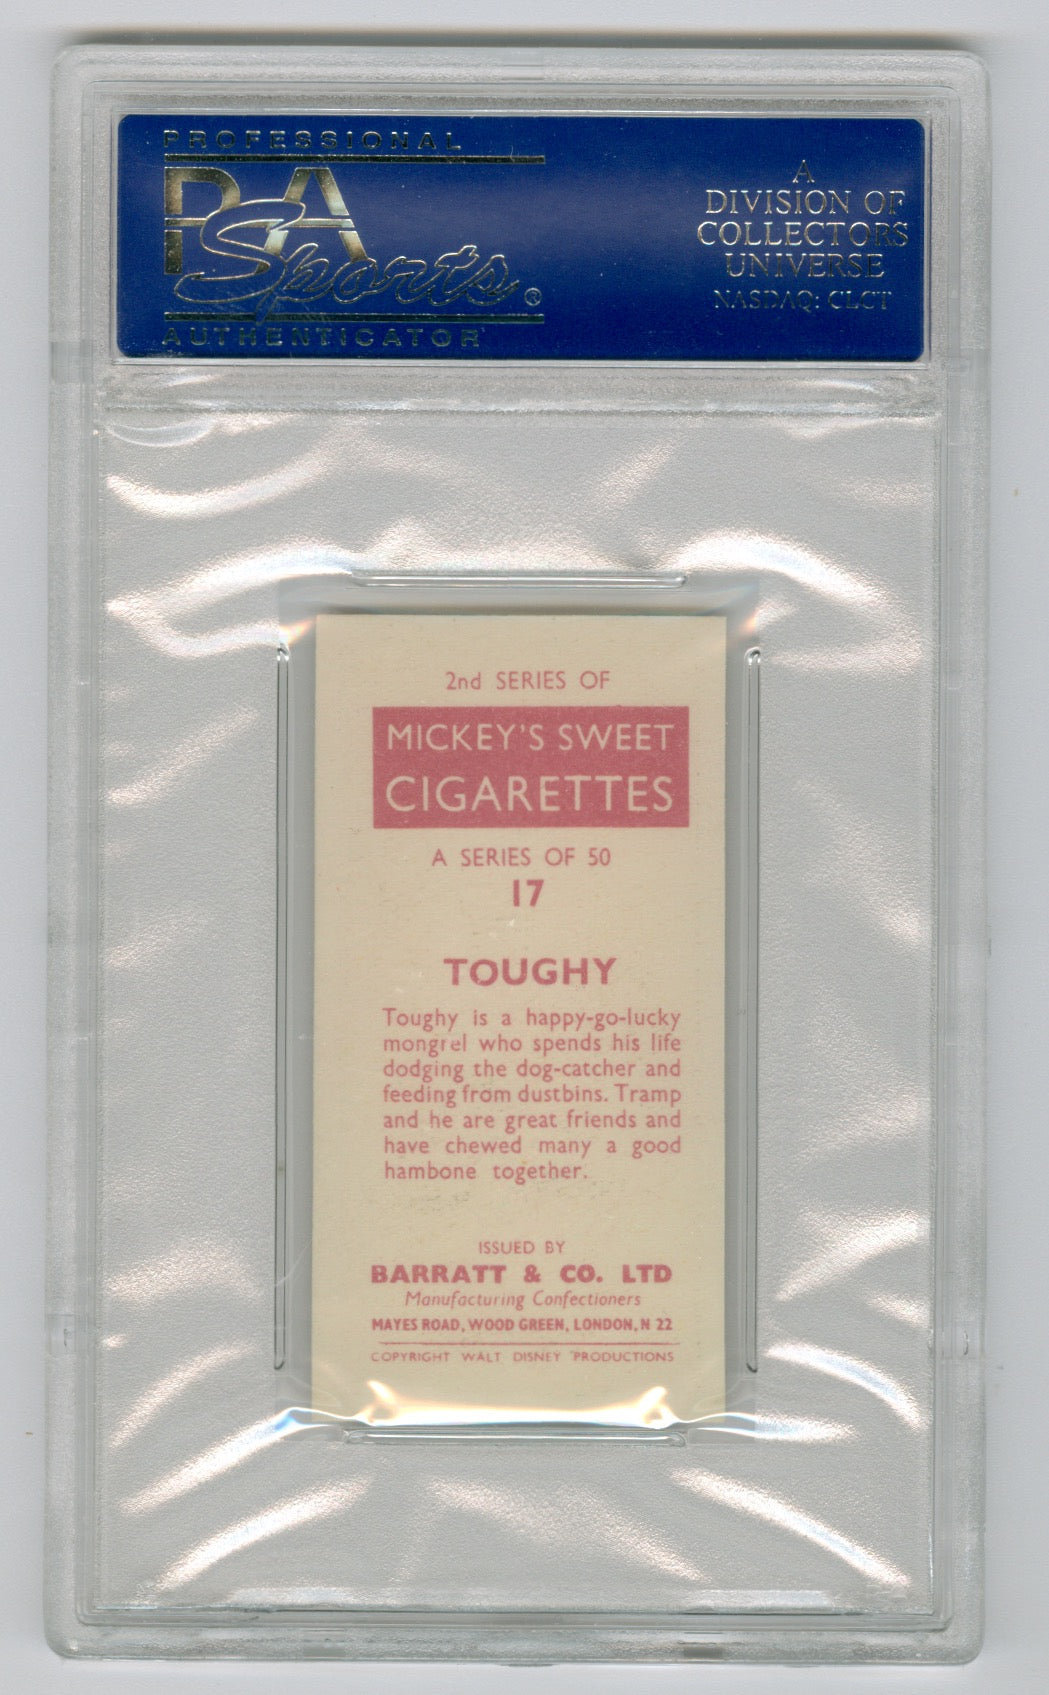 PROFESSIONAL
PSA
Sports®
AUTHENTICATOR
A
DIVISION OF
COLLECTORS
UNIVERSE
NASDAQ: CLCT
2nd SERIES OF
MICKEY'S SWEET
CIGARETTES
A SERIES OF 50
17
TOUGHY
Toughy is a happy-go-lucky
mongrel who spends his life
dodging the dog-catcher and
feeding from dustbins. Tramp
and he are great friends and
have chewed many a good
hambone together.
ISSUED BY
BARRATT & CO. LTD
Manufacturing Confectioners
MAYES ROAD, WOOD GREEN, LONDON, N 22
COPYRIGHT WALT DISNEY PRODUCTIONS